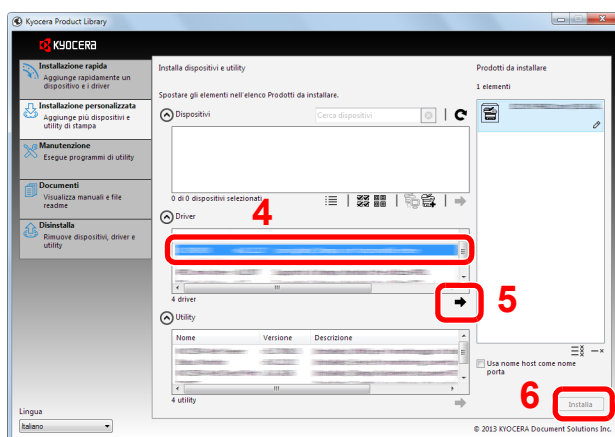 Kyocera Product Library
KYOCERA
Installazione rapida
Aggiunge rapidamente un
dispositivo e i driver
Installazione personalizzata
Aggiunge più dispositivi e
utility di stampa
Manutenzione
Esegue programmi di utility
Documenti
Visualizza manuali e file
readme
Disinstalla
Rimuove dispositivi, driver e
utility
Lingua
Italiano
Installa dispositivi e utility
Spostare gli elementi nell'elenco Prodotti da installare.
Dispositivi
Cerca dispositivi
0 di 0 dispositivi selezionati
4
Driver
4 driver
5
Utility
Nome Versione Descrizione
4 utility
Prodotti da installare
1 elementi
Usa nome host come nome
porta
6
Installa
© 2013 KYOCERA Document Solutions Inc.